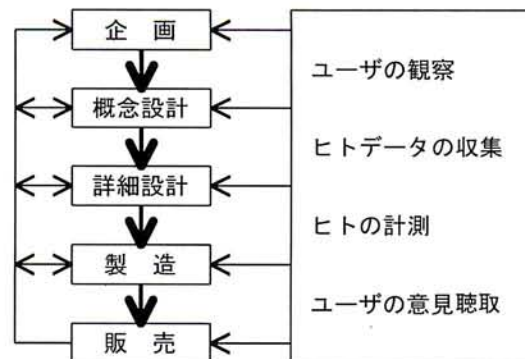 企 画
ユーザの観察
概念設計
ヒトデータの収集
詳細設計
ヒトの計測
製 造
ユーザの意見聴取
販 売